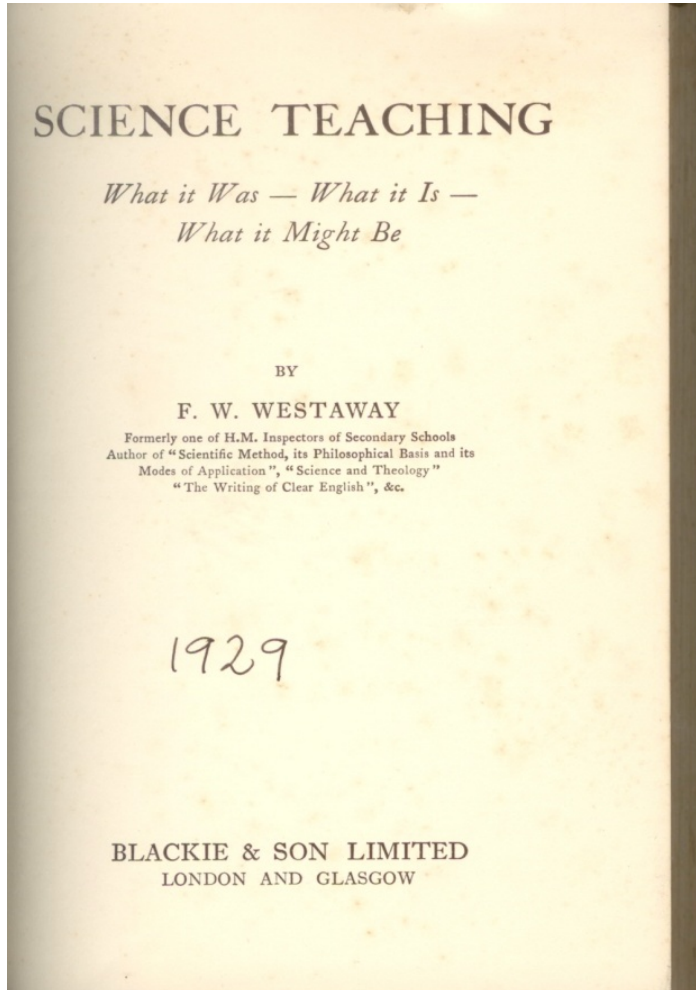 SCIENCE TEACHING
What it Was — What it Is —
What it Might Be
BY
F. W. WESTAWAY
Formerly one of H.M. Inspectors of Secondary Schools
Author of "Scientific Method, its Philosophical Basis and its
Modes of Application", "Science and Theology"
"The Writing of Clear English", &c.
1929
BLACKIE & SON LIMITED
LONDON AND GLASGOW